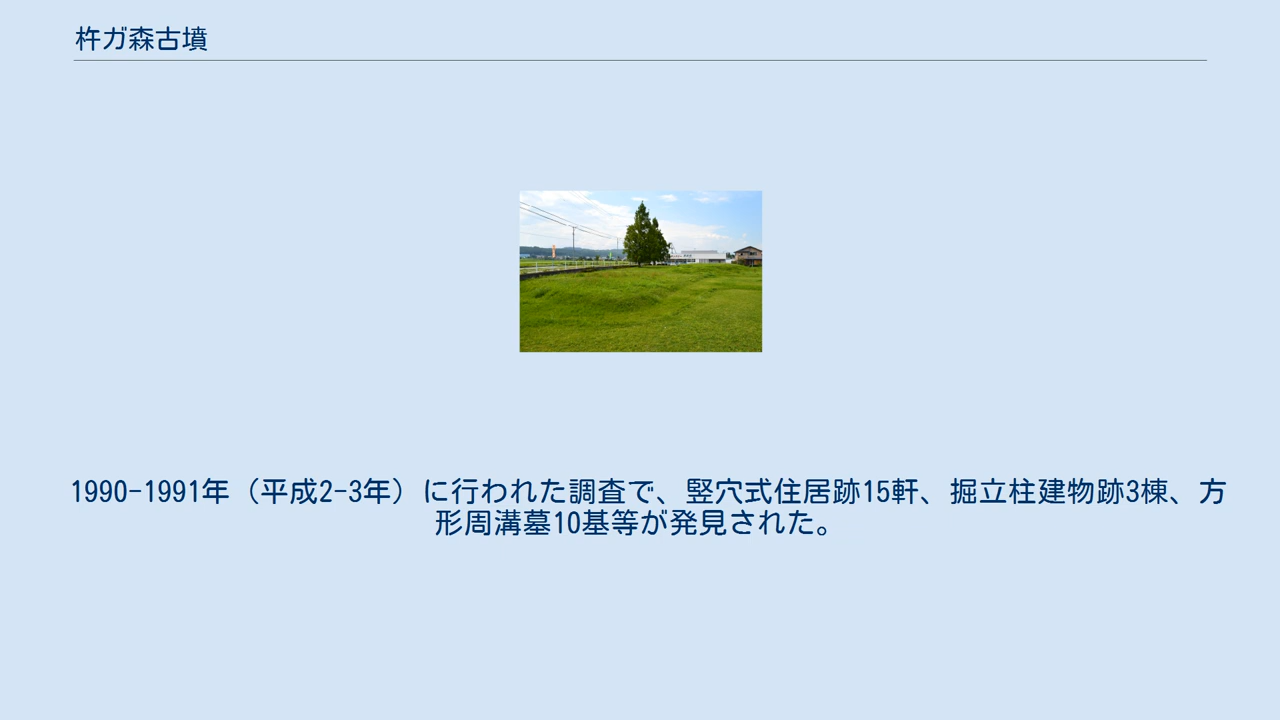 杵ガ森古墳
1990-1991年（平成2-3年）に行われた調査で、竪穴式住居跡15軒、掘立柱建物跡3棟、方
形周溝墓10基等が発見された。